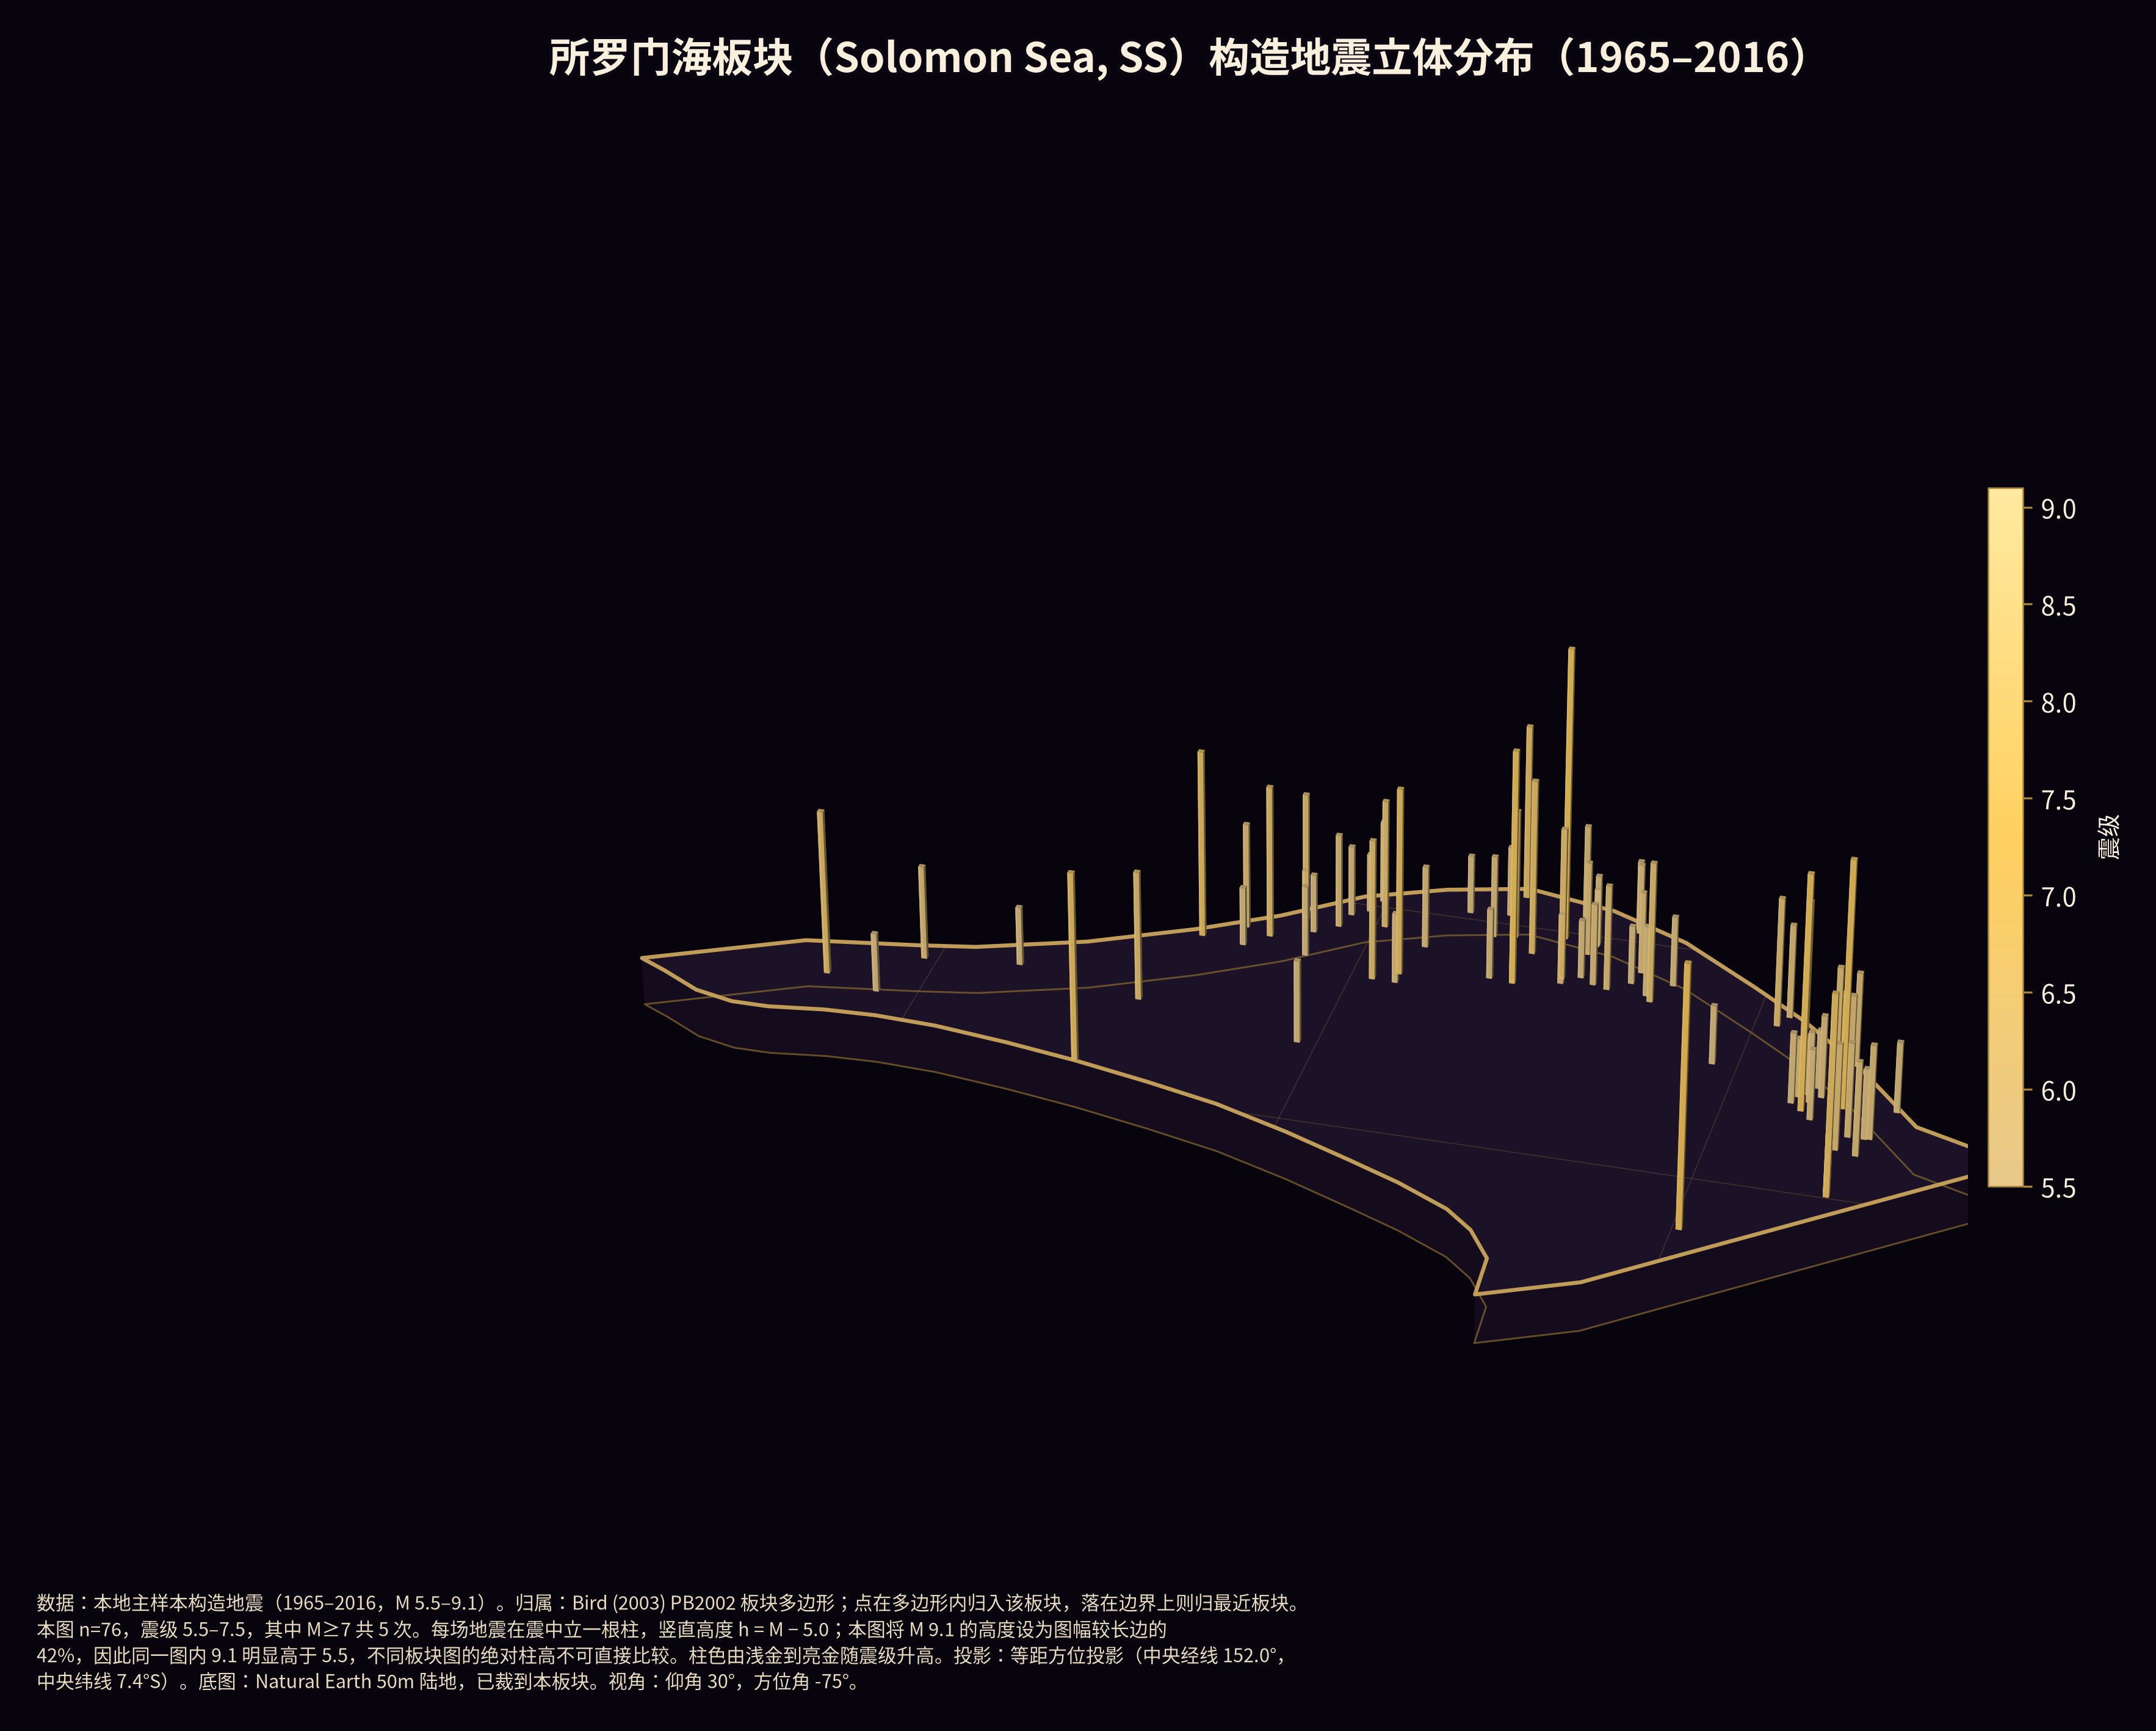 所罗门海板块（Solomon Sea, SS）构造地震立体分布（1965–2016）
9.0
8.5
8.0
7.5
震级
7.0
6.5
6.0
5.5
数据：本地主样本构造地震（1965–2016，M 5.5–9.1）。归属：Bird (2003) PB2002 板块多边形；点在多边形内归入该板块，落在边界上则归最近板块。
本图 n=76，震级 5.5–7.5，其中 M≥7 共 5 次。每场地震在震中立一根柱，竖直高度 h = M − 5.0；本图将 M 9.1 的高度设为图幅较长边的
42%，因此同一图内 9.1 明显高于 5.5，不同板块图的绝对柱高不可直接比较。柱色由浅金到亮金随震级升高。投影：等距方位投影（中央经线 152.0°，
中央纬线 7.4°S）。底图：Natural Earth 50m 陆地，已裁到本板块。视角：仰角 30°，方位角 -75°。